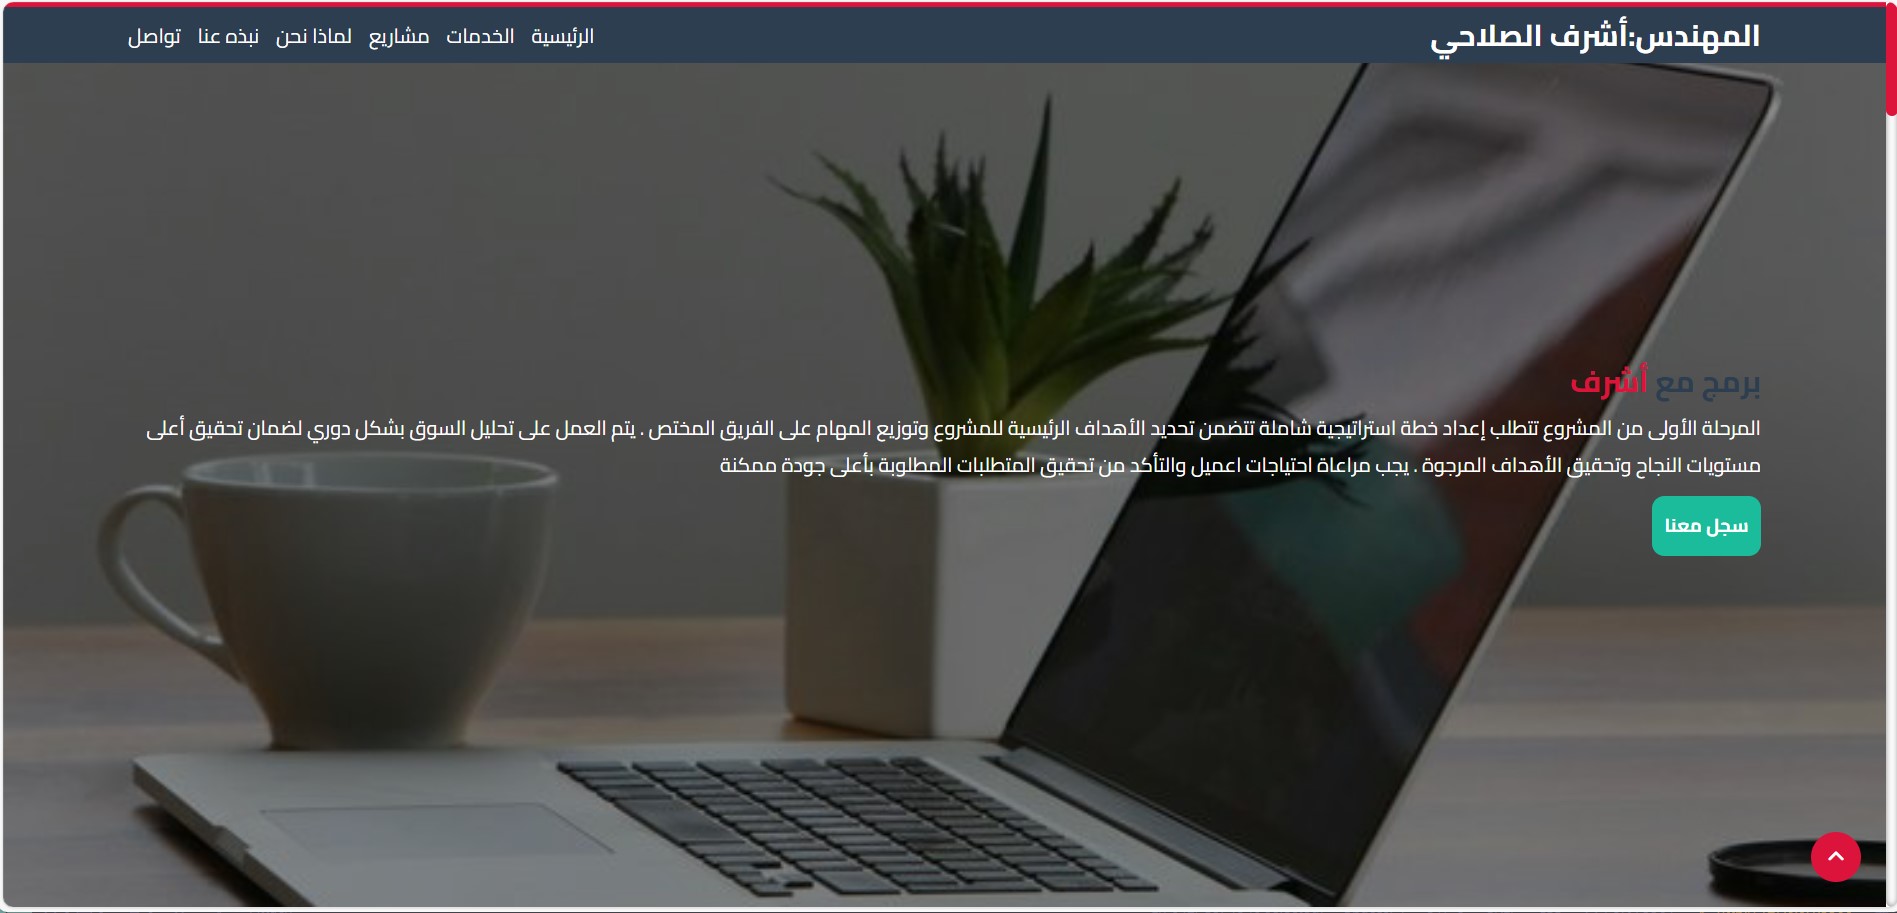 المهندس:أشرف الصلاحي
الرئيسية الخدمات مشاريع لماذا نحن نبذه عنا تواصل
برمج مع أشرف
المرحلة الأولى من المشروع تتطلب إعداد خطة استراتيجية شاملة تتضمن تحديد الأهداف الرئيسية للمشروع وتوزيع المهام على الفريق المختص . يتم العمل على تحليل السوق بشكل دوري لضمان تحقيق أعلى
مستويات النجاح وتحقيق الأهداف المرجوة . يجب مراعاة احتياجات اعميل والتأكد من تحقيق المتطلبات المطلوبة بأعلى جودة ممكنة
سجل معنا